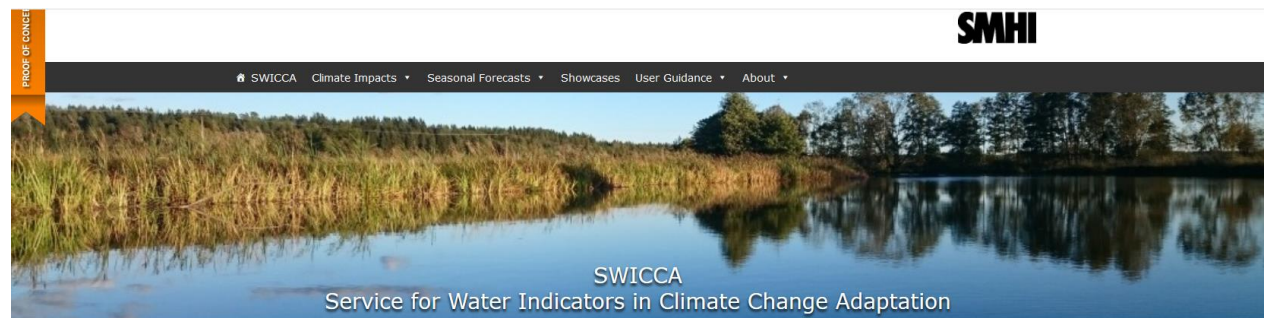 PROOF OF CONCE
SMHI
SWICCA Climate Impacts Seasonal Forecasts Showcases User Guidance About
SWICCA
Service for Water Indicators in Climate Change Adaptation